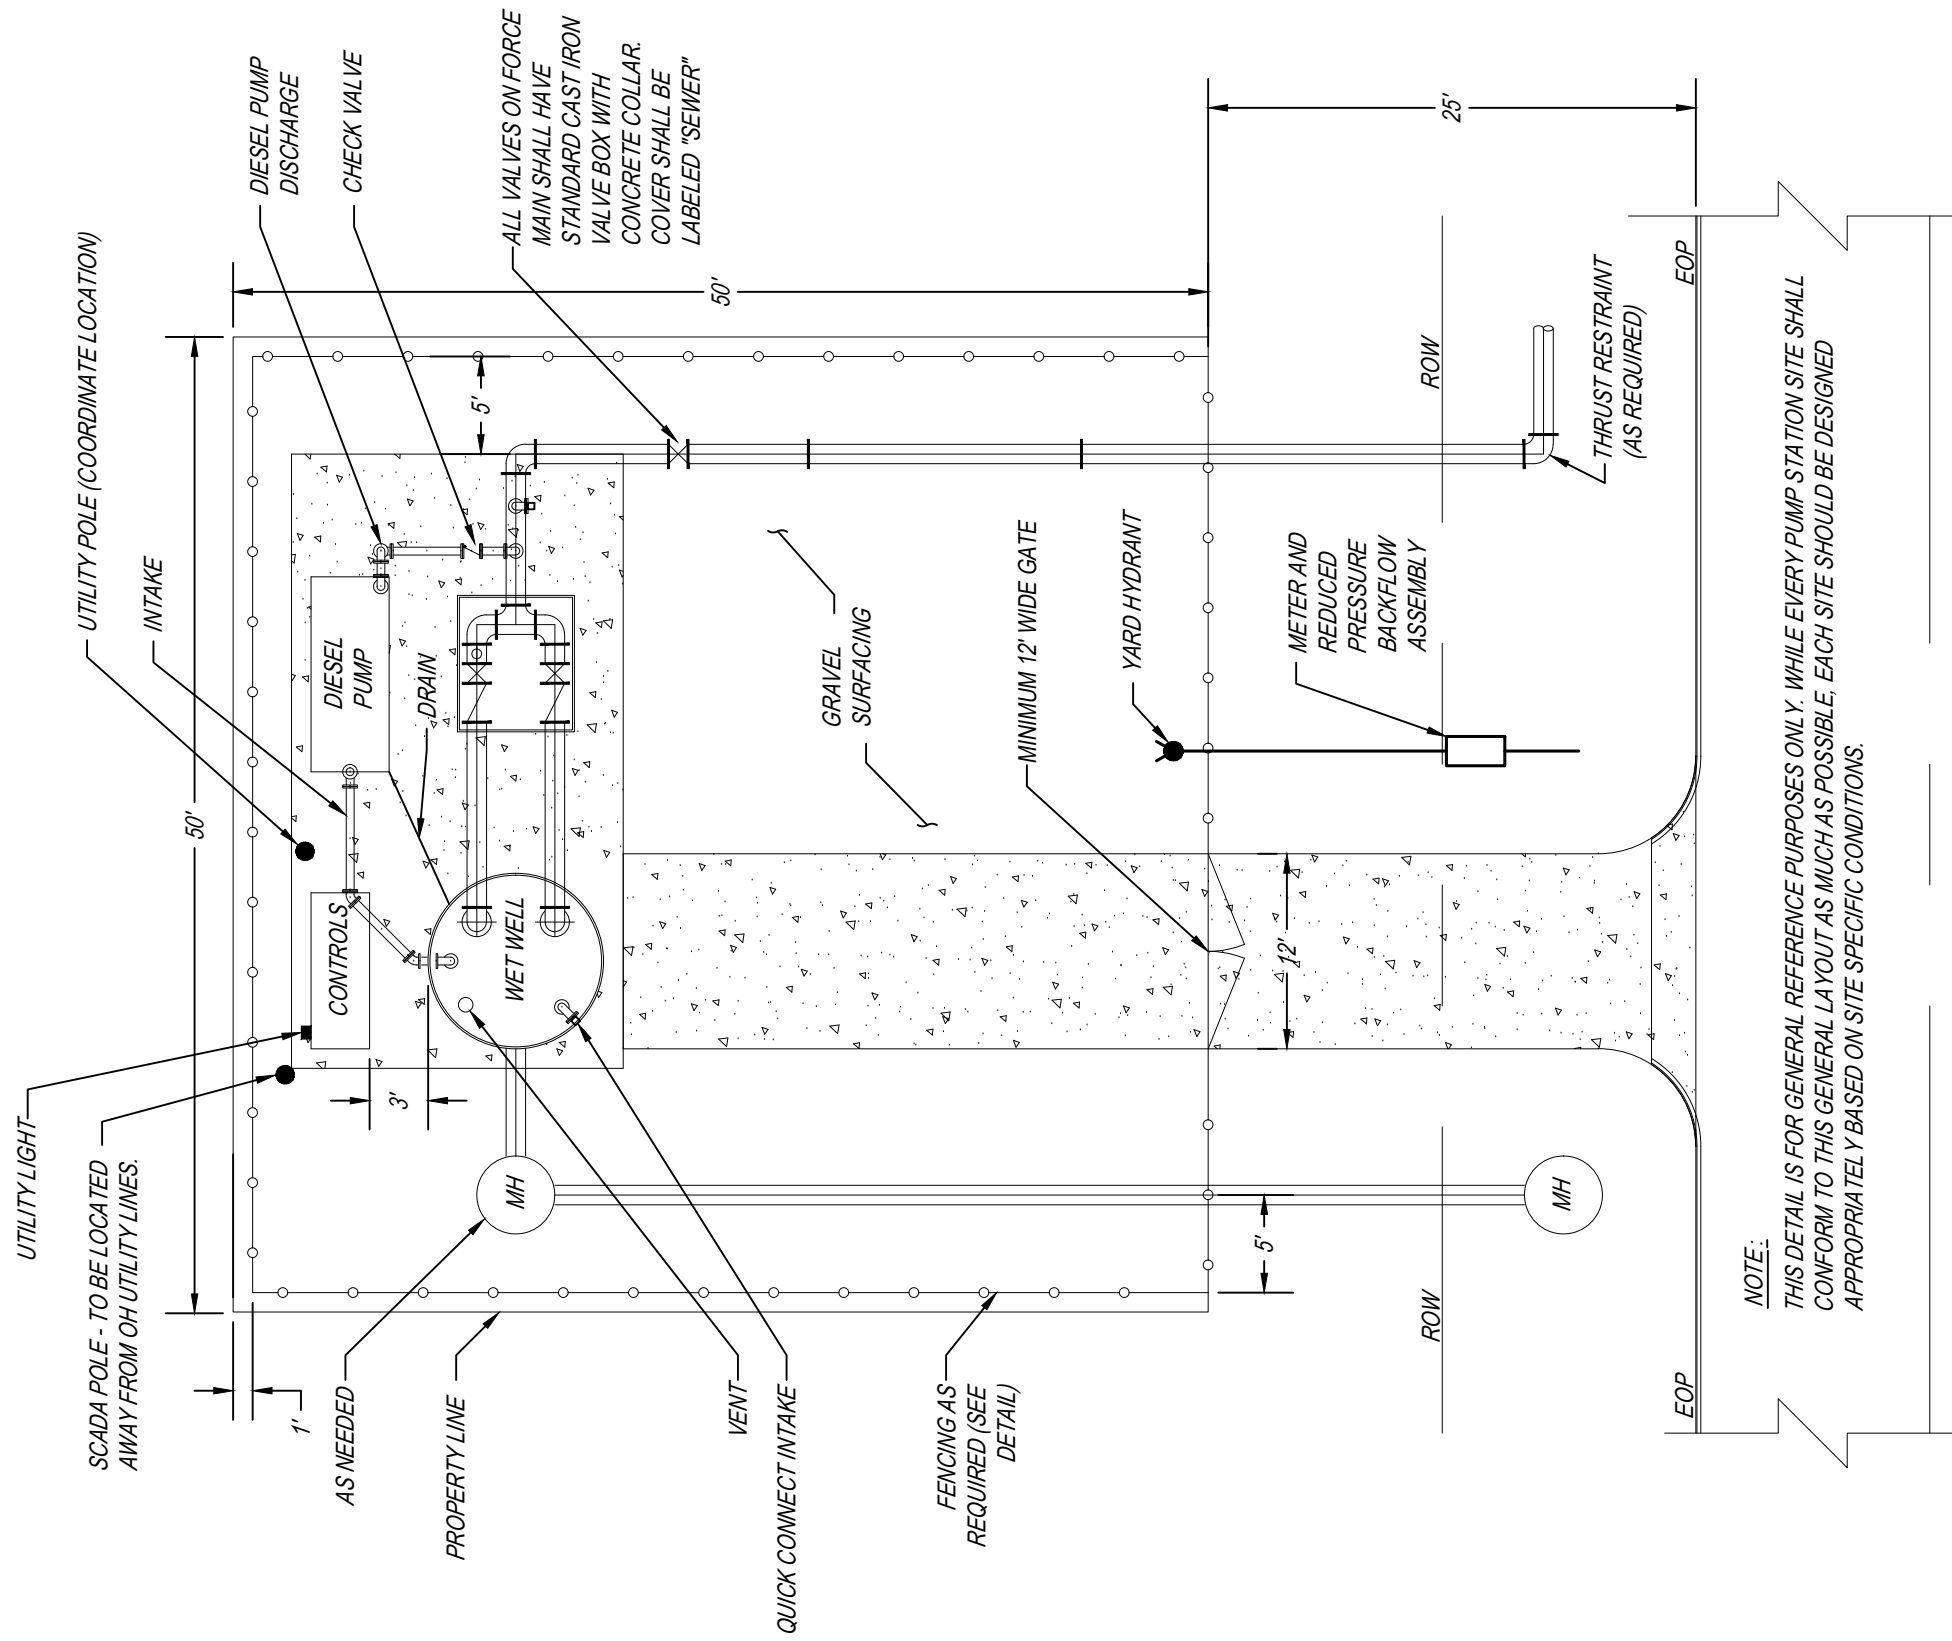 UTILITY LIGHT
SCADA POLE - TO BE LOCATED
AWAY FROM OH UTILITY LINES.
UTILITY POLE (COORDINATE LOCATION)
INTAKE
DIESEL PUMP
DISCHARGE
CHECK VALVE
ALL VALVES ON FORCE
MAIN SHALL HAVE
STANDARD CAST IRON
VALVE BOX WITH
CONCRETE COLLAR.
COVER SHALL BE
LABELED "SEWER"
50'
50'
25'
1'
5'
3'
CONTROLS
DIESEL
PUMP
DRAIN
WET WELL
MH
AS NEEDED
PROPERTY LINE
VENT
QUICK CONNECT INTAKE
GRAVEL
SURFACING
FENCING AS
REQUIRED (SEE
DETAIL)
MINIMUM 12' WIDE GATE
YARD HYDRANT
5'
12'
METER AND
REDUCED
PRESSURE
BACKFLOW
ASSEMBLY
ROW
ROW
MH
THRUST RESTRAINT
(AS REQUIRED)
EOP
EOP
NOTE:
THIS DETAIL IS FOR GENERAL REFERENCE PURPOSES ONLY. WHILE EVERY PUMP STATION SITE SHALL
CONFORM TO THIS GENERAL LAYOUT AS MUCH AS POSSIBLE, EACH SITE SHOULD BE DESIGNED
APPROPRIATELY BASED ON SITE SPECIFIC CONDITIONS.